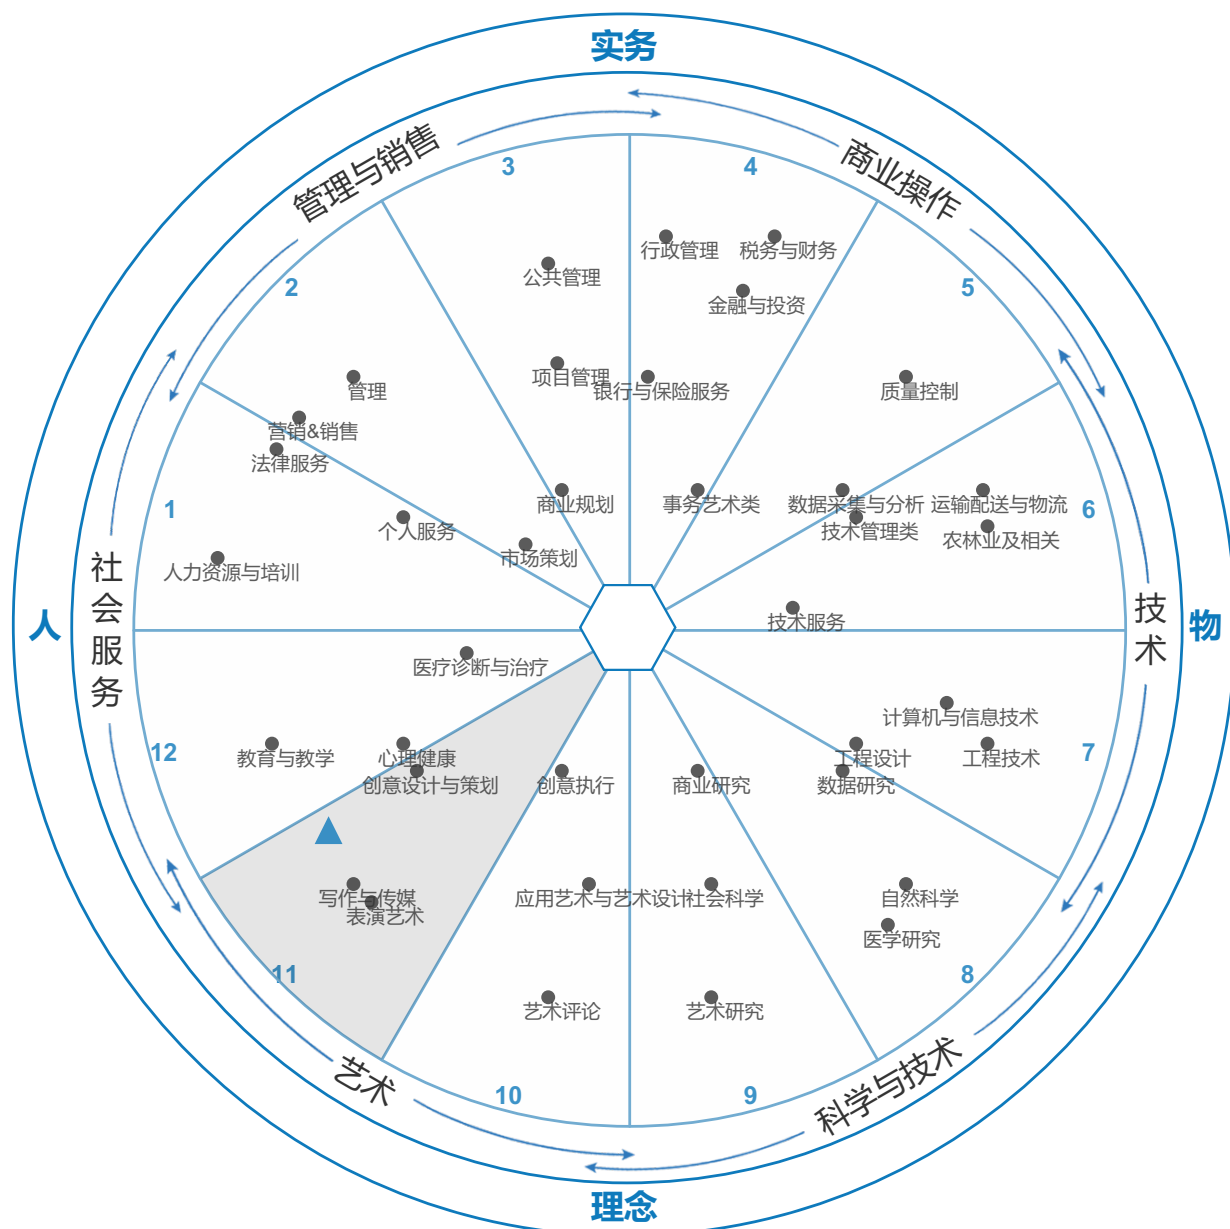 实务
管理与销售
商业操作
3
4
行政管理
税务与财务
公共管理
金融与投资
2
5
项目管理
银行与保险服务
管理
质量控制
营销&销售
法律服务
商业规划
事务艺术类
数据采集与分析
运输配送与物流
1
6
个人服务
技术管理类
农林业及相关
市场策划
人力资源与培训
技术服务
社会服务
人
技术
物
医疗诊断与治疗
计算机与信息技术
12
教育与教学
心理健康
工程设计
工程技术
7
创意设计与策划
创意执行
商业研究
数据研究
写作与传媒
应用艺术与艺术设计
社会科学
自然科学
表演艺术
医学研究
11
8
艺术评论
艺术研究
艺术
科学与技术
10
9
理念